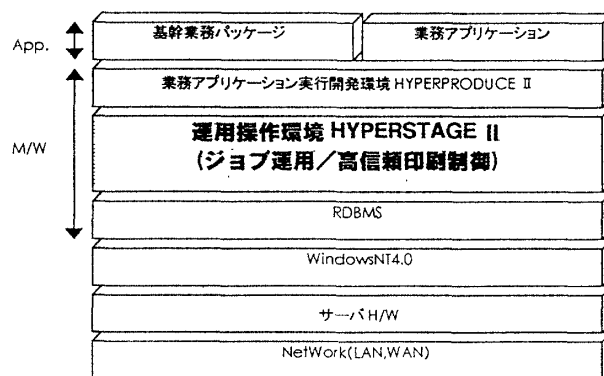 App.
基幹業務パッケージ
業務アプリケーション
M/W
業務アプリケーション実行開発環境 HYPERPRODUCE II
運用操作環境 HYPERSTAGE II
(ジョブ運用／高信頼印刷制御)
RDBMS
WindowsNT4.0
サーバ H/W
NetWork(LAN,WAN)